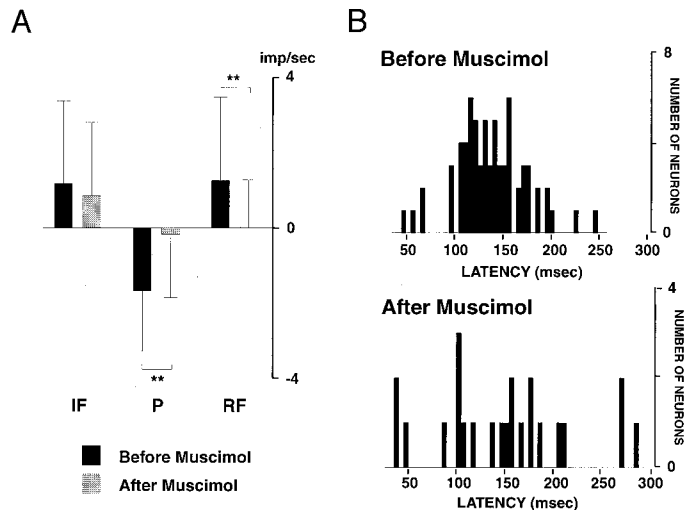 A
imp/sec
4
**
0
**
-4
IF P RF
Before Muscimol
After Muscimol
B
Before Muscimol
8
NUMBER OF NEURONS
0
50 100 150 200 250 300
LATENCY (msec)
After Muscimol
4
NUMBER OF NEURONS
0
50 100 150 200 250 300
LATENCY (msec)